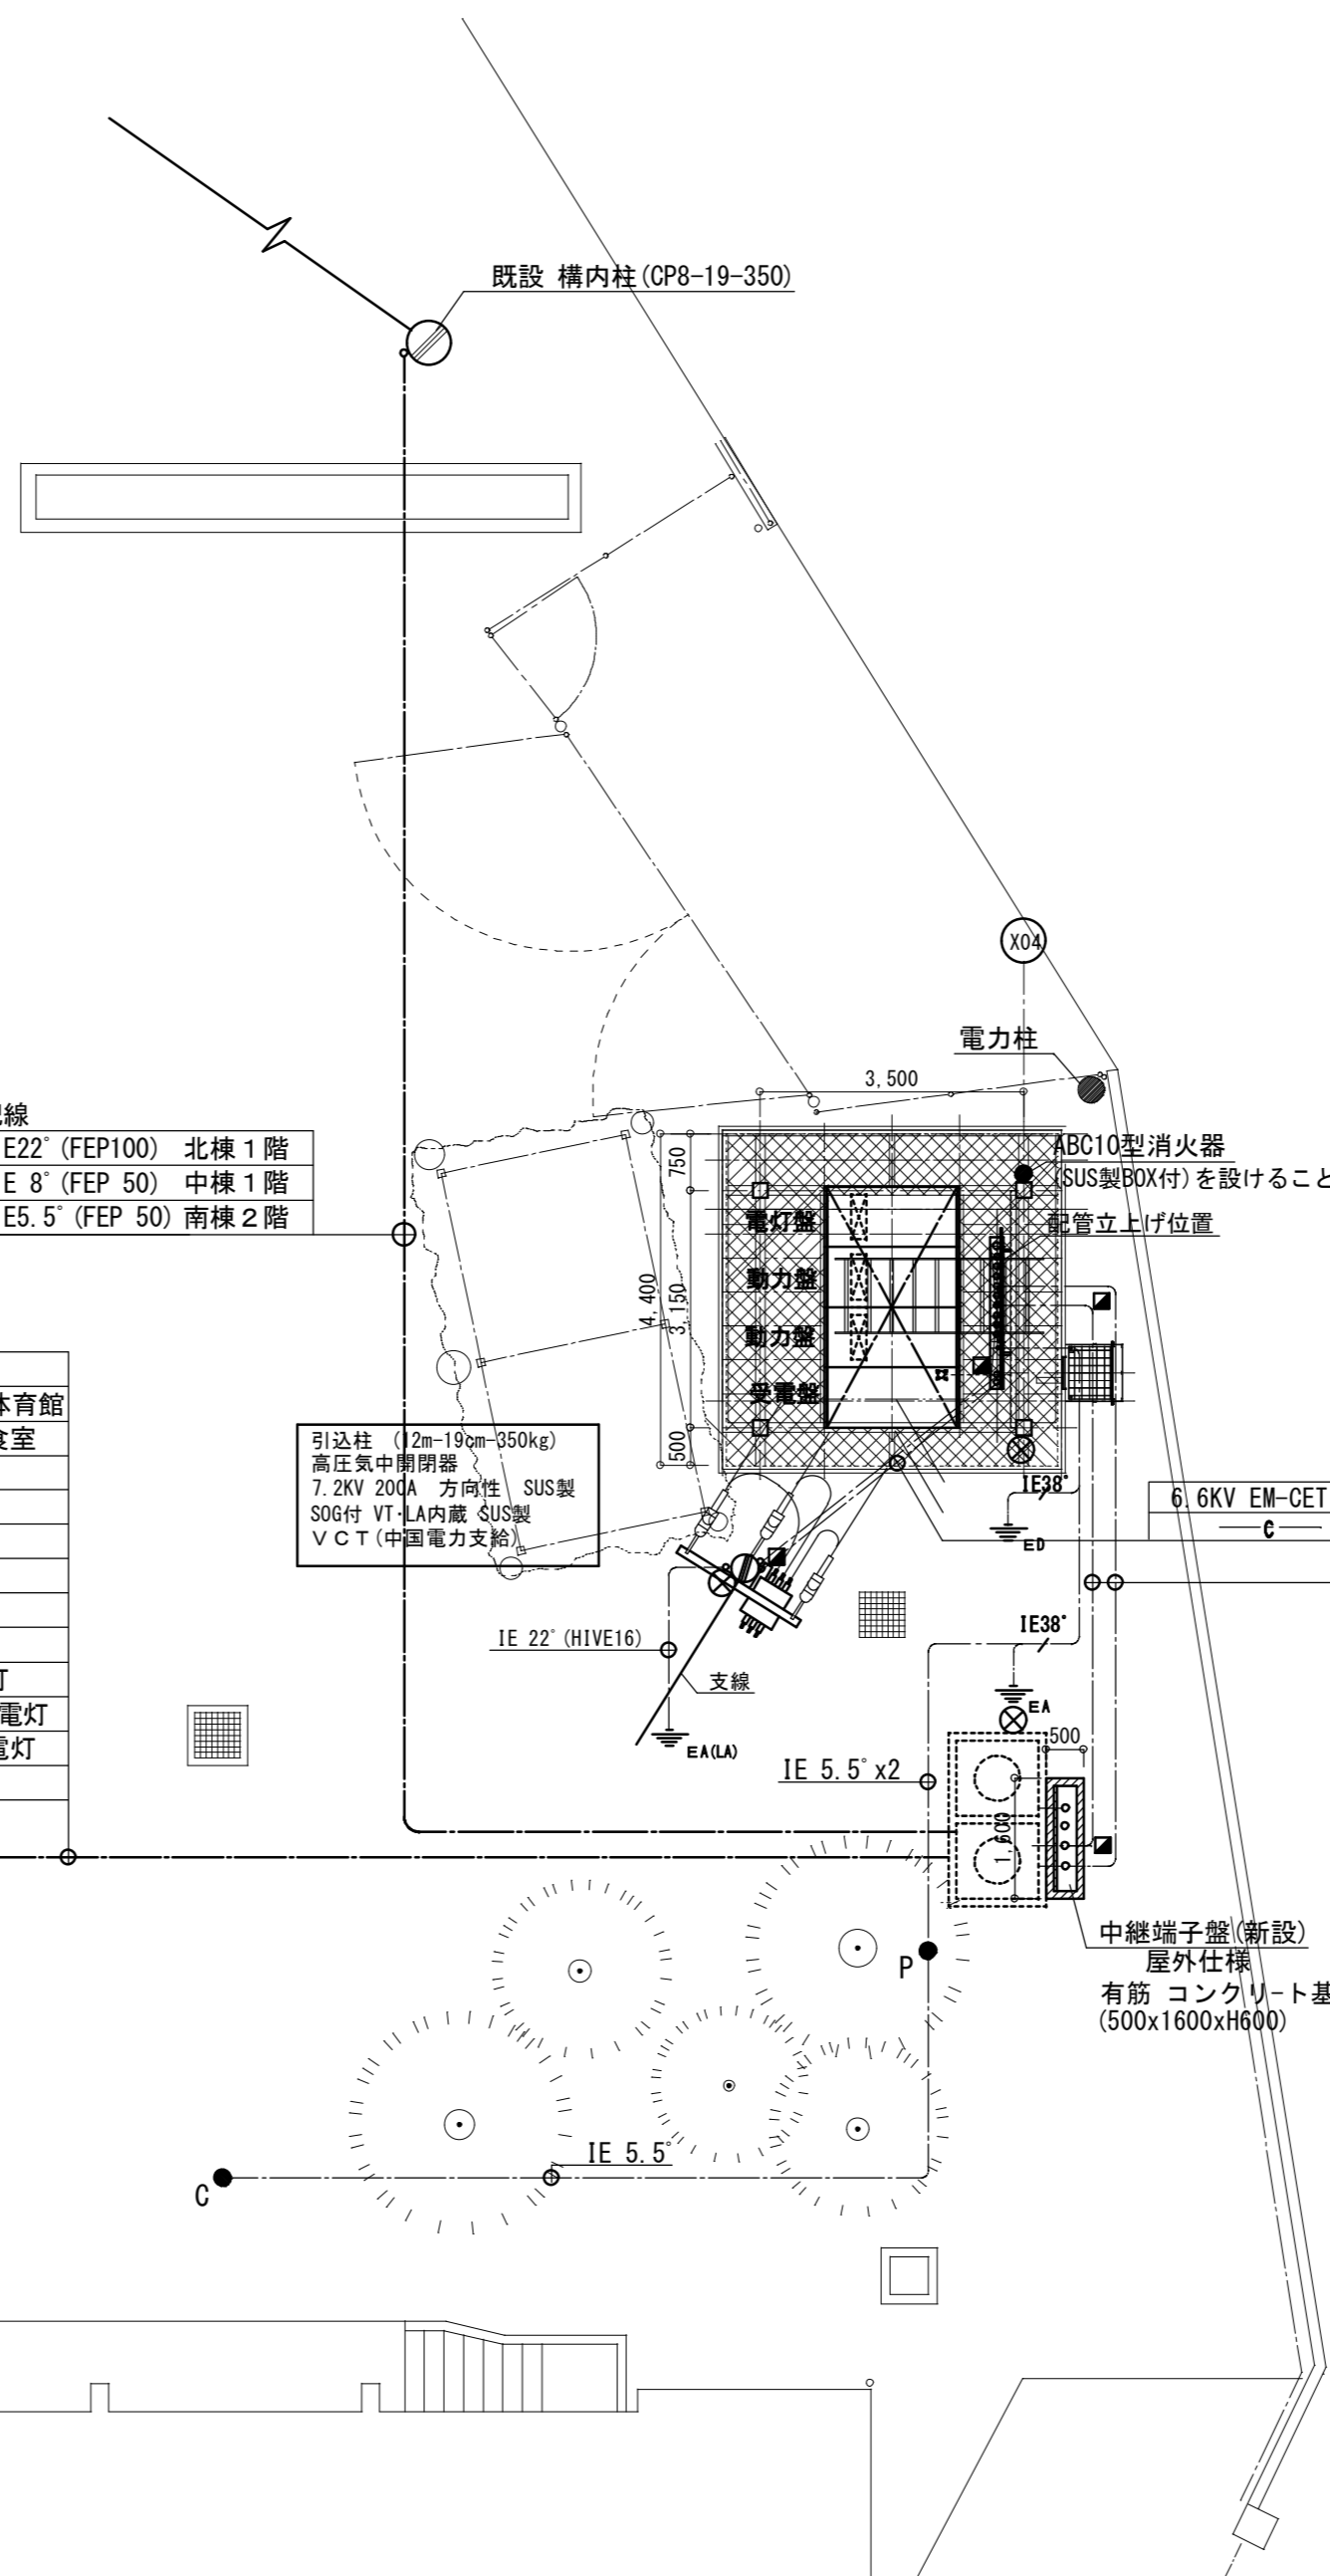 既設 構内柱(CP8-19-350)
X04
電力柱
3,500
配線
E22゜(FEP100) 北棟1階
E 8゜(FEP 50) 中棟1階
E5.5゜(FEP 50) 南棟2階
ABC10型消火器
(SUS製BOX付)を設けること
配管立上げ位置
750
4,400
3,150
500
電灯盤
動力盤
動力盤
受電盤
体育館
食室
引込柱 (12m-19cm-350kg)
高圧気中開閉器
7.2KV 200A 方向性 SUS製
SOG付 VT・LA内蔵 SUS製
VCT(中国電力支給)
IE38゜
ED
6.6KV EM-CET
C
IE 22゜(HIVE16)
支線
EA(LA)
IE38゜
EA
灯
電灯
電灯
500
IE 5.5゜x2
1,600
中継端子盤(新設)
屋外仕様
有筋 コンクリート基
(500x1600xH600)
P
IE 5.5゜
C